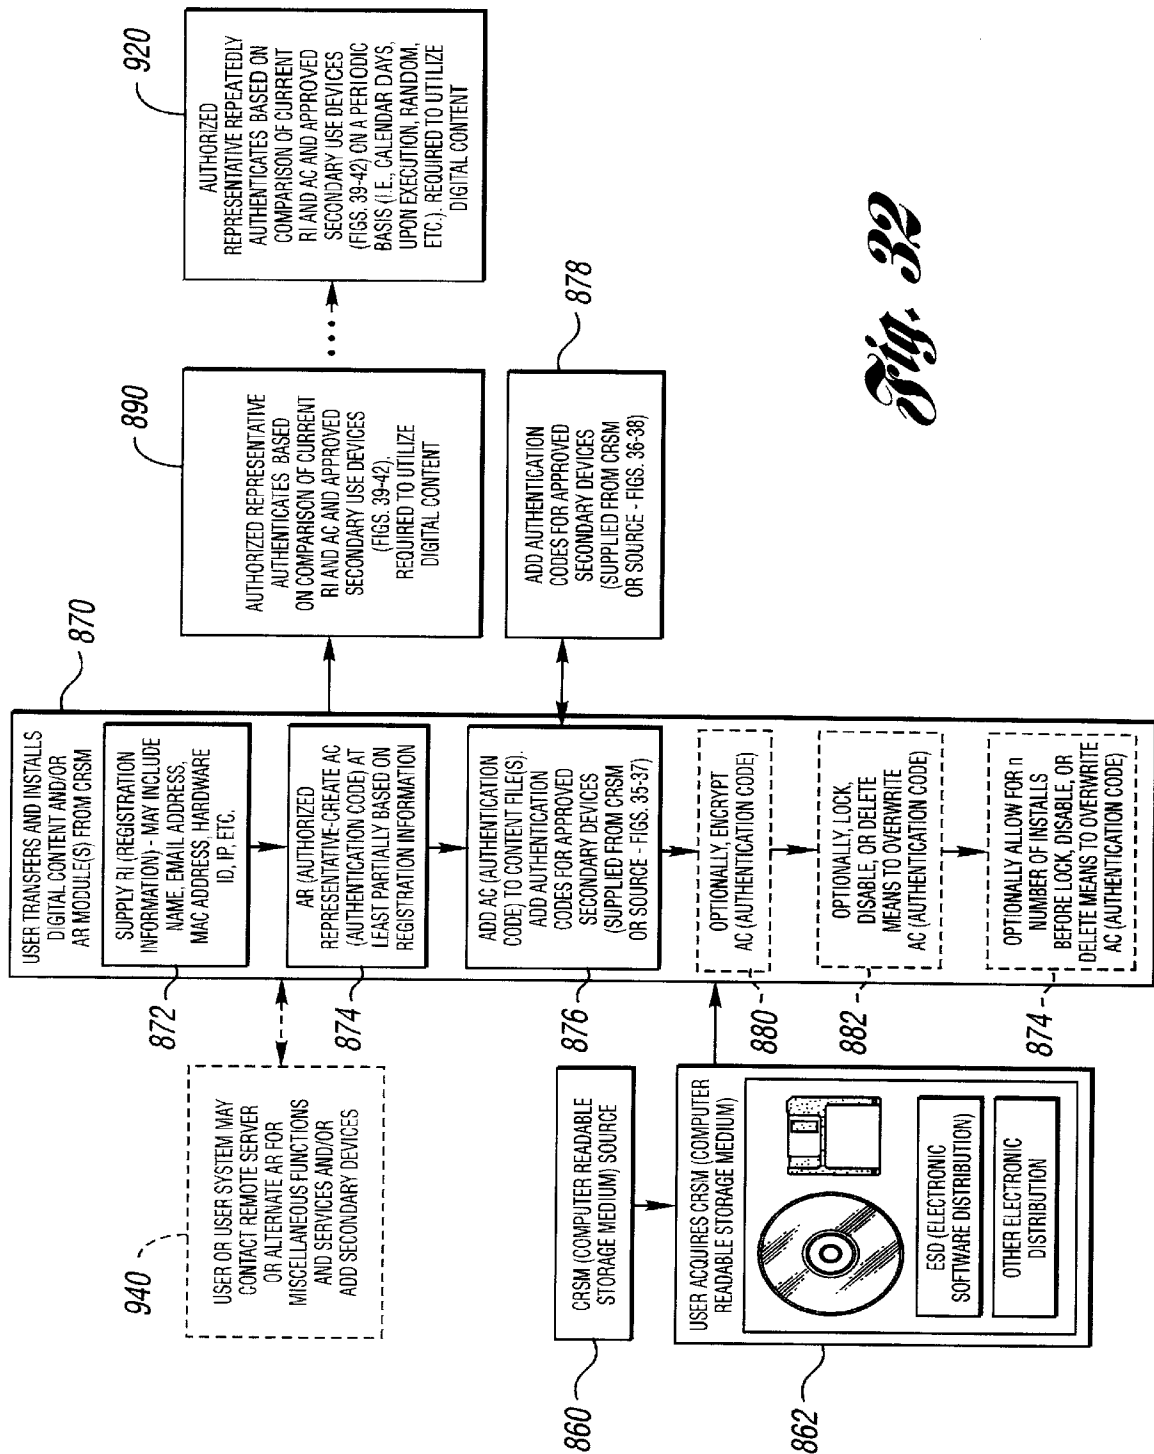 940
USER OR USER SYSTEM MAY
CONTACT REMOTE SERVER
OR ALTERNATE AR FOR
MISCELLANEOUS FUNCTIONS
AND SERVICES AND/OR
ADD SECONDARY DEVICES
860
CRSM (COMPUTER READABLE
STORAGE MEDIUM) SOURCE
862
USER ACQUIRES CRSM (COMPUTER
READABLE STORAGE MEDIUM)
ESD (ELECTRONIC
SOFTWARE DISTRIBUTION)
OTHER ELECTRONIC
DISTRIBUTION
870
USER TRANSFERS AND INSTALLS
DIGITAL CONTENT AND/OR
AR MODULE(S) FROM CRSM
872
SUPPLY RI (REGISTRATION
INFORMATION) - MAY INCLUDE
NAME, EMAIL ADDRESS,
MAC ADDRESS, HARDWARE
ID, IP, ETC.
874
AR (AUTHORIZED
REPRESENTATIVE-CREATE AC
(AUTHENTICATION CODE) AT
LEAST PARTIALLY BASED ON
REGISTRATION INFORMATION
876
ADD AC (AUTHENTICATION
CODE) TO CONTENT FILE(S).
ADD AUTHENTICATION
CODES FOR APPROVED
SECONDARY DEVICES
(SUPPLIED FROM CRSM
OR SOURCE - FIGS. 35-37)
880
OPTIONALLY, ENCRYPT
AC (AUTHENTICATION CODE)
882
OPTIONALLY, LOCK,
DISABLE, OR DELETE
MEANS TO OVERWRITE
AC (AUTHENTICATION CODE)
874
OPTIONALLY ALLOW FOR n
NUMBER OF INSTALLS
BEFORE LOCK, DISABLE, OR
DELETE MEANS TO OVERWRITE
AC (AUTHENTICATION CODE)
890
AUTHORIZED REPRESENTATIVE
AUTHENTICATES BASED
ON COMPARISON OF CURRENT
RI AND AC AND APPROVED
SECONDARY USE DEVICES
(FIGS. 39-42).
REQUIRED TO UTILIZE
DIGITAL CONTENT
878
ADD AUTHENTICATION
CODES FOR APPROVED
SECONDARY DEVICES
(SUPPLIED FROM CRSM
OR SOURCE - FIGS. 36-38)
920
AUTHORIZED
REPRESENTATIVE REPEATEDLY
AUTHENTICATES BASED ON
COMPARISON OF CURRENT
RI AND AC AND APPROVED
SECONDARY USE DEVICES
(FIGS. 39-42) ON A PERIODIC
BASIS (I.E., CALENDAR DAYS,
UPON EXECUTION, RANDOM,
ETC.). REQUIRED TO UTILIZE
DIGITAL CONTENT
Fig. 32